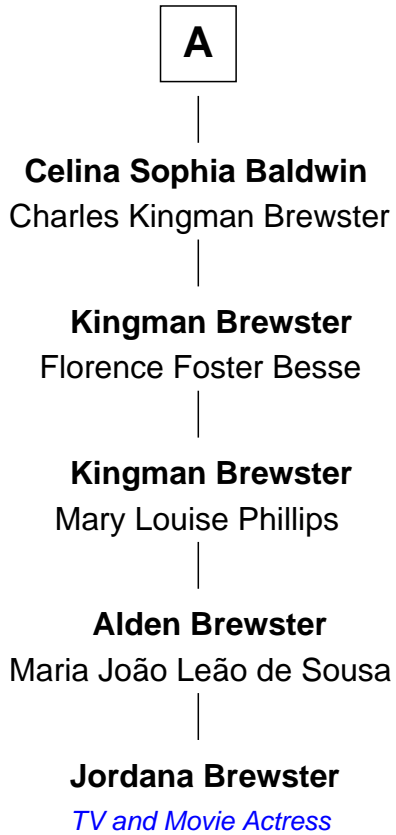 A
Celina Sophia Baldwin
Charles Kingman Brewster
Kingman Brewster
Florence Foster Besse
Kingman Brewster
Mary Louise Phillips
Alden Brewster
Maria João Leão de Sousa
Jordana Brewster
TV and Movie Actress